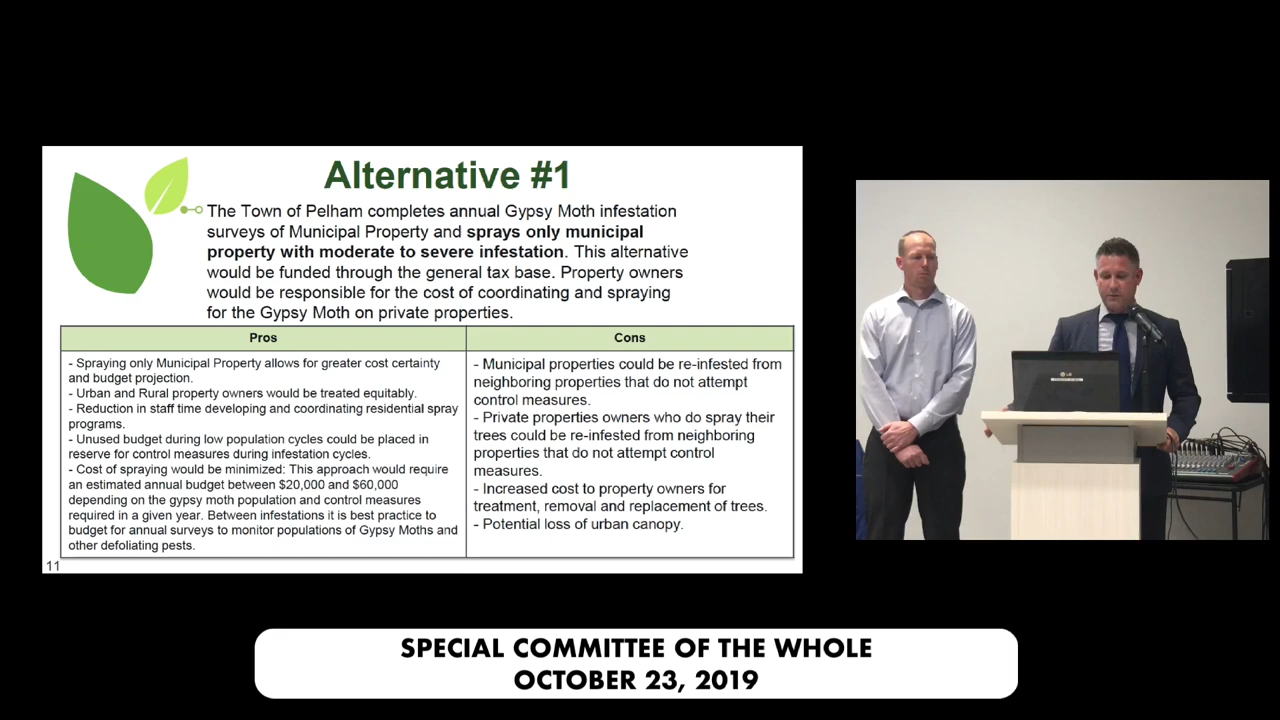 Alternative #1
The Town of Pelham completes annual Gypsy Moth infestation
surveys of Municipal Property and sprays only municipal
property with moderate to severe infestation. This alternative
would be funded through the general tax base. Property owners
would be responsible for the cost of coordinating and spraying
for the Gypsy Moth on private properties.
Pros
- Spraying only Municipal Property allows for greater cost certainty
and budget projection.
- Urban and Rural property owners would be treated equitably.
- Reduction in staff time developing and coordinating residential spray
programs.
- Unused budget during low population cycles could be placed in
reserve for control measures during infestation cycles.
- Cost of spraying would be minimized: This approach would require
an estimated annual budget between $20,000 and $60,000
depending on the gypsy moth population and control measures
required in a given year. Between infestations it is best practice to
budget for annual surveys to monitor populations of Gypsy Moths and
other defoliating pests.
Cons
- Municipal properties could be re-infested from
neighboring properties that do not attempt
control measures.
- Private properties owners who do spray their
trees could be re-infested from neighboring
properties that do not attempt control
measures.
- Increased cost to property owners for
treatment, removal and replacement of trees.
- Potential loss of urban canopy.
11
LG
SPECIAL COMMITTEE OF THE WHOLE
OCTOBER 23, 2019